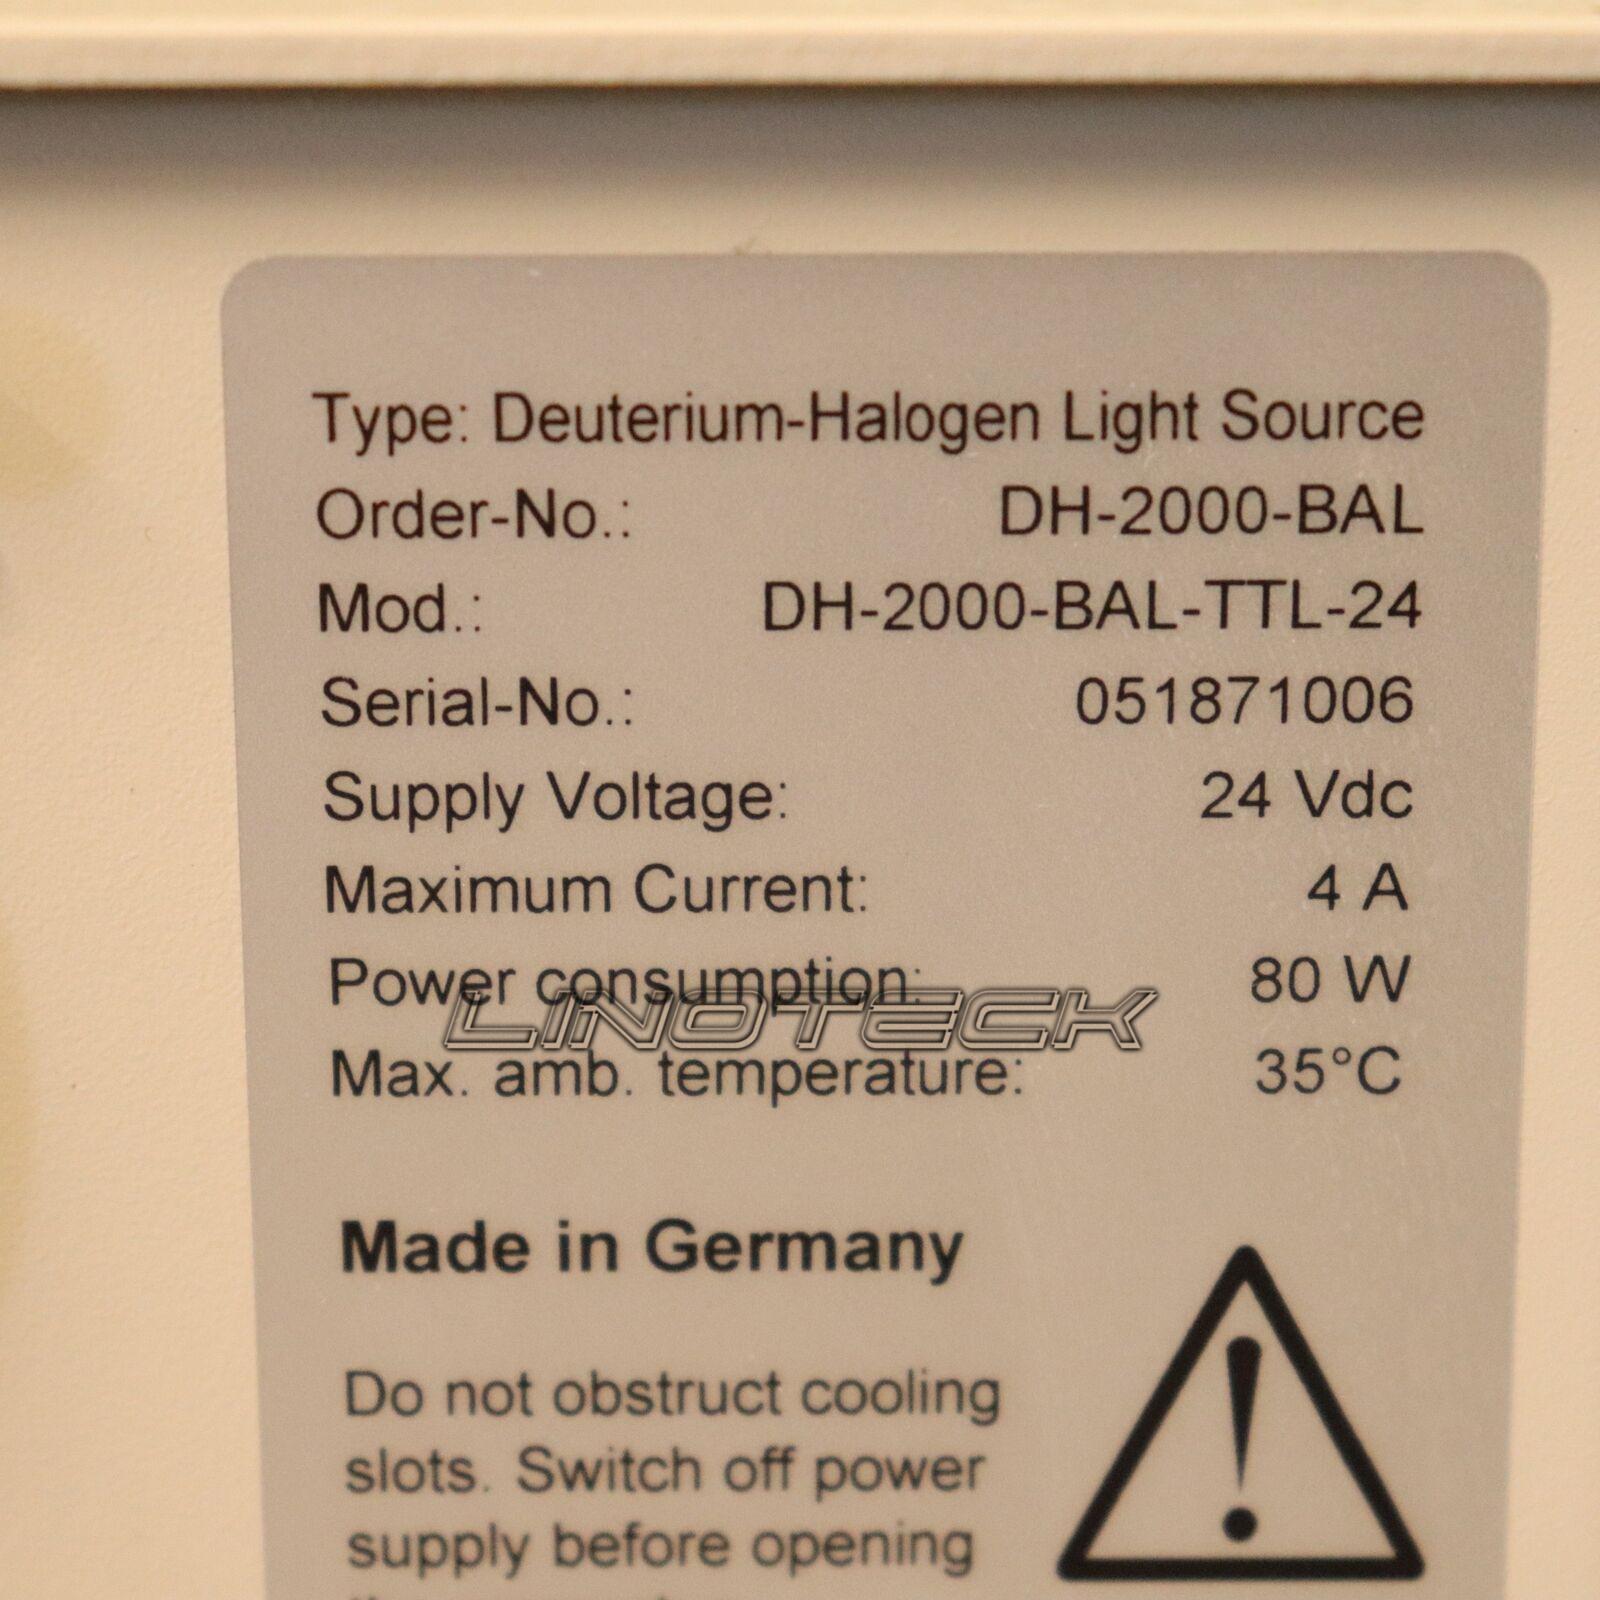 Type: Deuterium-Halogen Light Source
Order-No.: DH-2000-BAL
Mod.: DH-2000-BAL-TTL-24
Serial-No.: 051871006
Supply Voltage: 24 Vdc
Maximum Current: 4 A
Power consumption: 80 W
LINOTECK
Max. amb. temperature: 35°C
Made in Germany
Do not obstruct cooling
slots. Switch off power
supply before opening